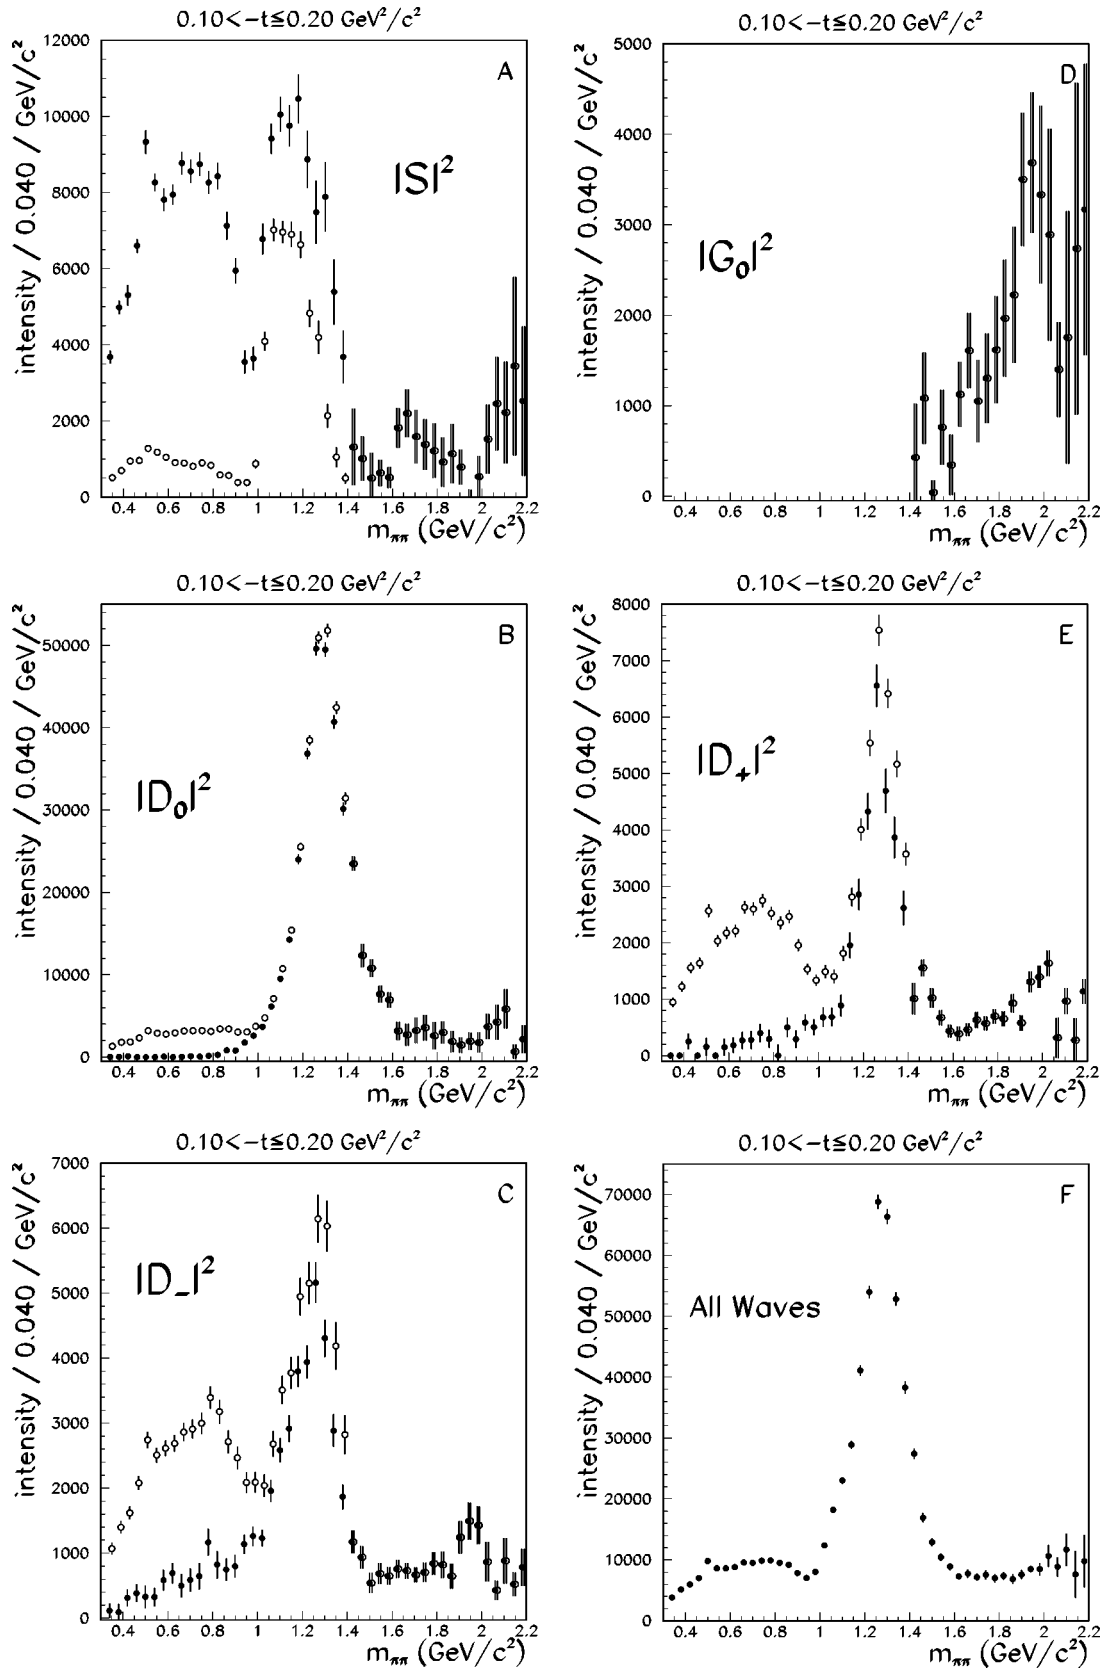 0.10<-t≤0.20 GeV²/c²
intensity / 0.040 / GeV/c²
12000
10000
8000
6000
4000
2000
0
A
|S|²
0.4 0.6 0.8 1 1.2 1.4 1.6 1.8 2 2.2
mππ (GeV/c²)
0.10<-t≤0.20 GeV²/c²
intensity / 0.040 / GeV/c²
5000
4000
3000
2000
1000
0
D
|G₀|²
0.4 0.6 0.8 1 1.2 1.4 1.6 1.8 2 2.2
mππ (GeV/c²)
0.10<-t≤0.20 GeV²/c²
intensity / 0.040 / GeV/c²
50000
40000
30000
20000
10000
0
B
|D₀|²
0.4 0.6 0.8 1 1.2 1.4 1.6 1.8 2 2.2
mππ (GeV/c²)
0.10<-t≤0.20 GeV²/c²
intensity / 0.040 / GeV/c²
8000
7000
6000
5000
4000
3000
2000
1000
0
E
|D₊|²
0.4 0.6 0.8 1 1.2 1.4 1.6 1.8 2 2.2
mππ (GeV/c²)
0.10<-t≤0.20 GeV²/c²
intensity / 0.040 / GeV/c²
7000
6000
5000
4000
3000
2000
1000
0
C
|D₋|²
0.4 0.6 0.8 1 1.2 1.4 1.6 1.8 2 2.2
mππ (GeV/c²)
0.10<-t≤0.20 GeV²/c²
intensity / 0.040 / GeV/c²
70000
60000
50000
40000
30000
20000
10000
0
F
All Waves
0.4 0.6 0.8 1 1.2 1.4 1.6 1.8 2 2.2
mππ (GeV/c²)